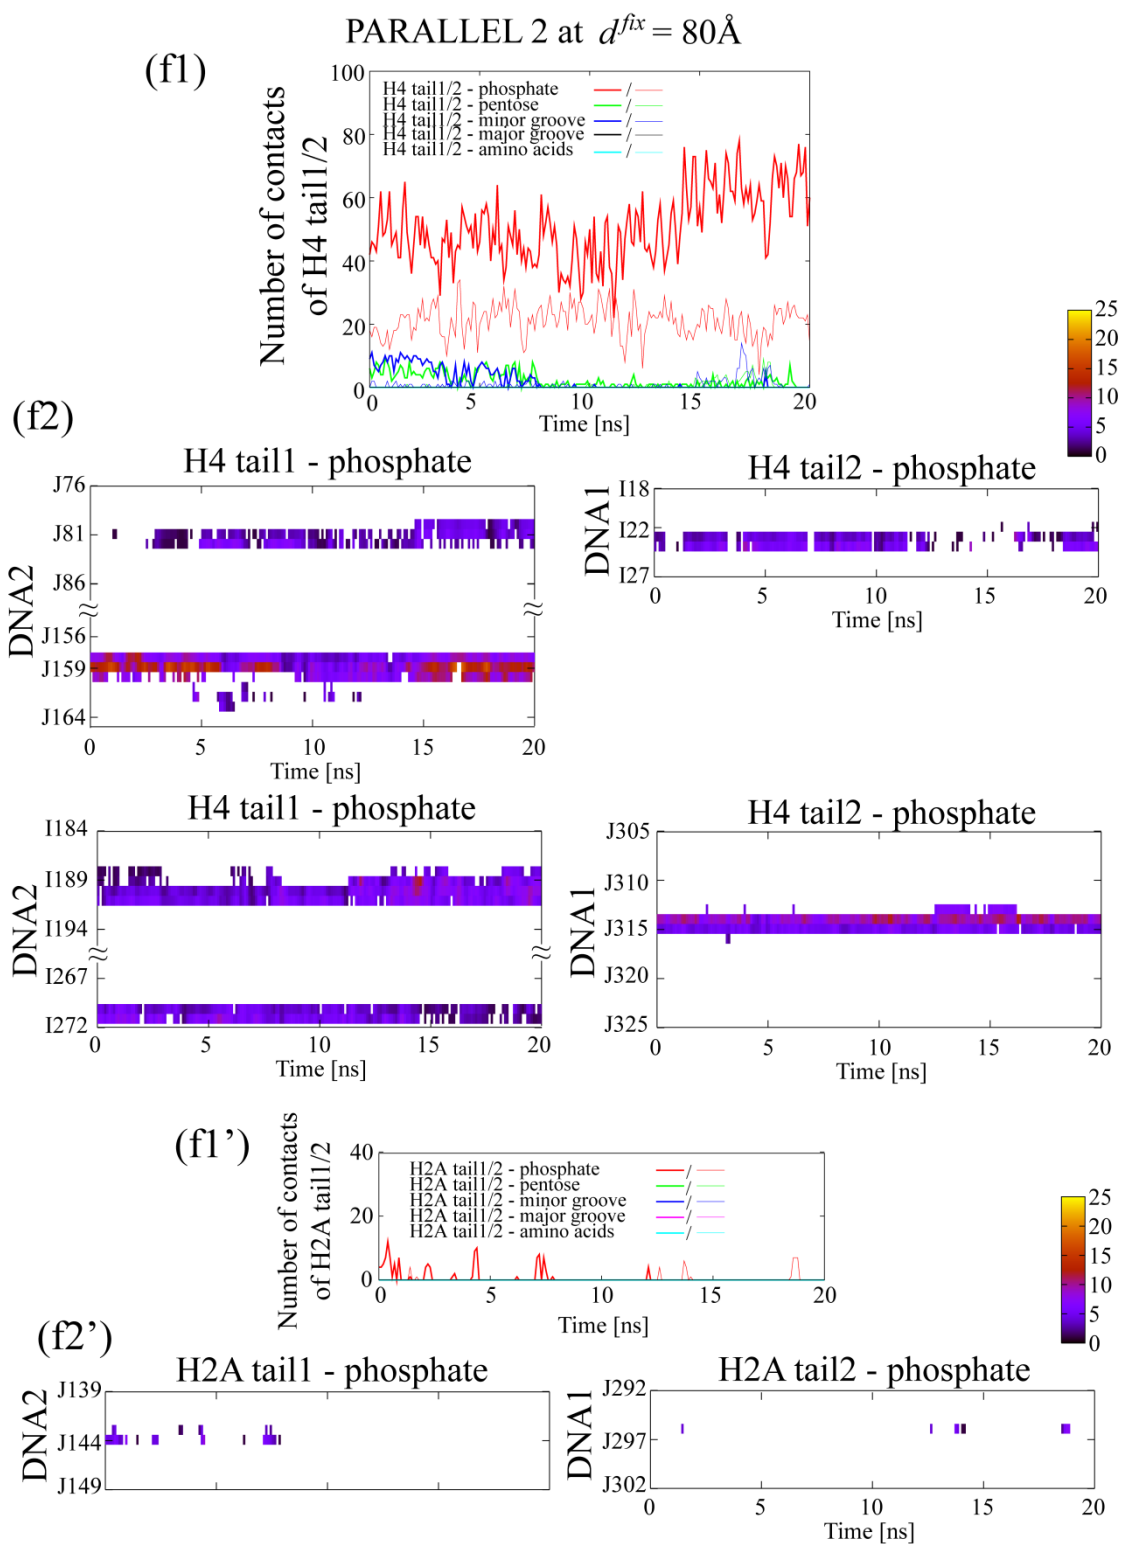 PARALLEL 2 at d^fix = 80Å
(f1)
Number of contacts
of H4 tail1/2
100
80
60
40
20
0
H4 tail1/2 - phosphate /
H4 tail1/2 - pentose /
H4 tail1/2 - minor groove /
H4 tail1/2 - major groove /
H4 tail1/2 - amino acids /
0 5 10 15 20
Time [ns]
25
20
15
10
5
0
(f2)
H4 tail1 - phosphate
DNA2
J76
J81
J86
≈ ≈
J156
J159
J164
0 5 10 15 20
Time [ns]
H4 tail2 - phosphate
DNA1
I18
I22
I27
0 5 10 15 20
Time [ns]
H4 tail1 - phosphate
DNA2
I184
I189
I194
≈ ≈
I267
I272
0 5 10 15 20
Time [ns]
H4 tail2 - phosphate
DNA1
J305
J310
J315
J320
J325
0 5 10 15 20
Time [ns]
(f1’)
Number of contacts
of H2A tail1/2
40
20
0
H2A tail1/2 - phosphate /
H2A tail1/2 - pentose /
H2A tail1/2 - minor groove /
H2A tail1/2 - major groove /
H2A tail1/2 - amino acids /
0 5 10 15 20
Time [ns]
25
20
15
10
5
0
(f2’)
H2A tail1 - phosphate
DNA2
J139
J144
J149
H2A tail2 - phosphate
DNA1
J292
J297
J302
0 5 10 15 20
Time [ns]